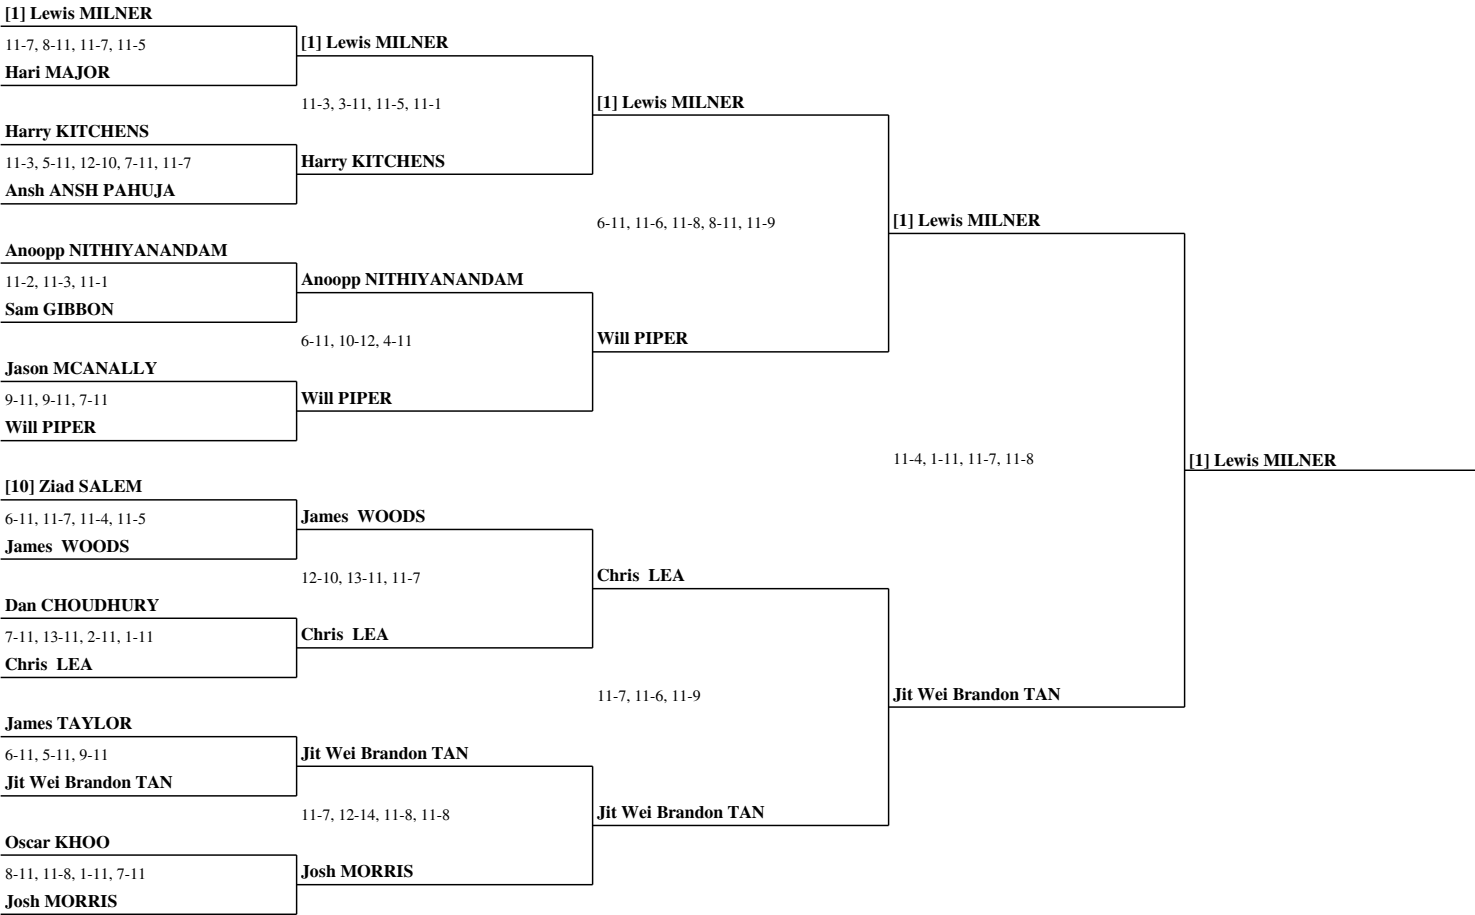 [1] Lewis MILNER
11-7, 8-11, 11-7, 11-5
Hari MAJOR
Harry KITCHENS
11-3, 5-11, 12-10, 7-11, 11-7
Ansh ANSH PAHUJA
Anoopp NITHIYANANDAM
11-2, 11-3, 11-1
Sam GIBBON
Jason MCANALLY
9-11, 9-11, 7-11
Will PIPER
[10] Ziad SALEM
6-11, 11-7, 11-4, 11-5
James WOODS
Dan CHOUDHURY
7-11, 13-11, 2-11, 1-11
Chris LEA
James TAYLOR
6-11, 5-11, 9-11
Jit Wei Brandon TAN
Oscar KHOO
8-11, 11-8, 1-11, 7-11
Josh MORRIS
[1] Lewis MILNER
11-3, 3-11, 11-5, 11-1
Harry KITCHENS
Anoopp NITHIYANANDAM
6-11, 10-12, 4-11
Will PIPER
James WOODS
12-10, 13-11, 11-7
Chris LEA
Jit Wei Brandon TAN
11-7, 12-14, 11-8, 11-8
Josh MORRIS
[1] Lewis MILNER
6-11, 11-6, 11-8, 8-11, 11-9
Will PIPER
Chris LEA
11-7, 11-6, 11-9
Jit Wei Brandon TAN
[1] Lewis MILNER
11-4, 1-11, 11-7, 11-8
Jit Wei Brandon TAN
[1] Lewis MILNER